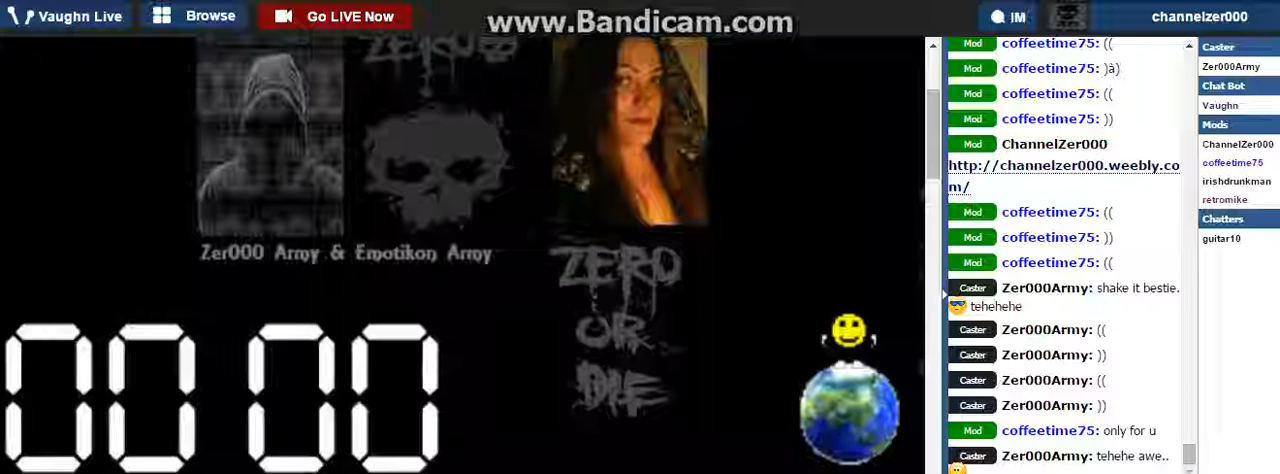 Vaughn Live
Browse
Go LIVE Now
www.Bandicam.com
IM
channelzer000
Zer000 Army & Emotikon Army
ZERO
OR
DIE
00 00
Mod coffeetime75: ((
Mod coffeetime75: )à)
Mod coffeetime75: ((
Mod coffeetime75: ))
Mod ChannelZer000
http://channelzer000.weebly.co
m/
Mod coffeetime75: ((
Mod coffeetime75: ))
Mod coffeetime75: ((
Caster Zer000Army: shake it bestie.
tehehehe
Caster Zer000Army: ((
Caster Zer000Army: ))
Caster Zer000Army: ((
Caster Zer000Army: ))
Mod coffeetime75: only for u
Caster Zer000Army: tehehe awe..
Caster
Zer000Army
Chat Bot
Vaughn
Mods
ChannelZer000
coffeetime75
irishdrunkman
retromike
Chatters
guitar10